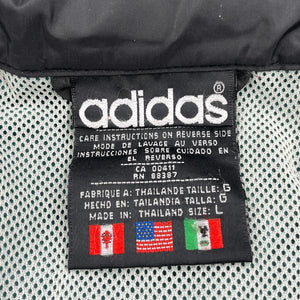 adidas®
CARE INSTRUCTIONS ON REVERSE SIDE
MODE DE LAVAGE AU VERSO
INSTRUCCIONES SOBRE CUIDADO EN
EL REVERSO
CA 00411
RN 88387
FABRIQUE A: THAILANDE TAILLE: G
HECHO EN: TAILANDIA TALLA: G
MADE IN: THAILAND SIZE: L